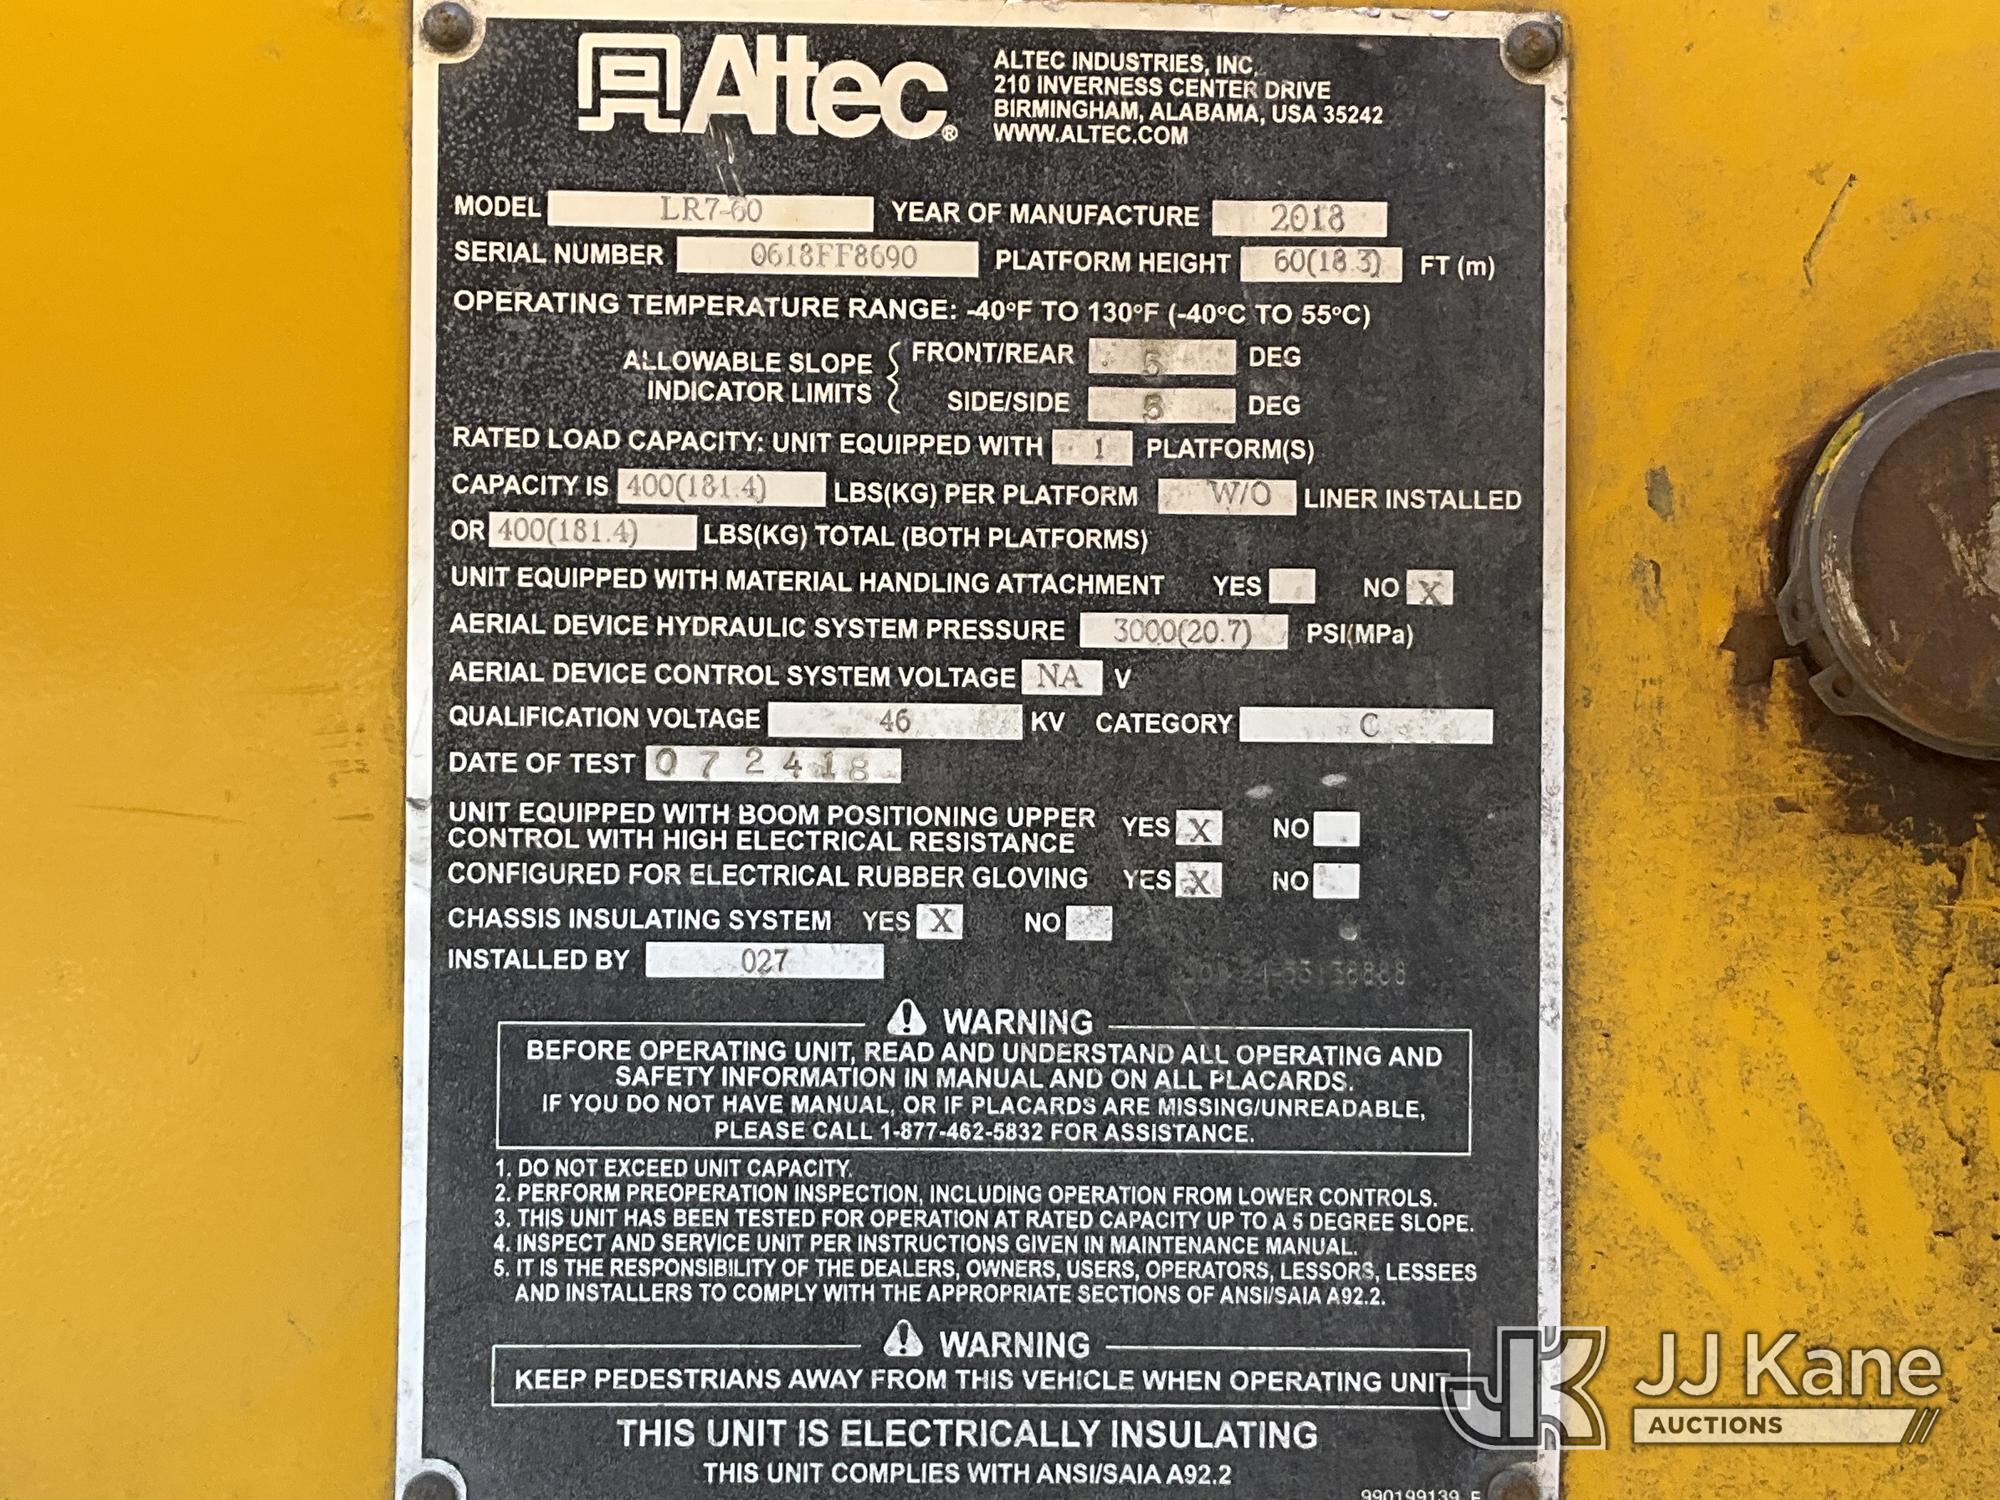 Altec®
ALTEC INDUSTRIES, INC.
210 INVERNESS CENTER DRIVE
BIRMINGHAM, ALABAMA, USA 35242
WWW.ALTEC.COM
MODEL LR7-60 YEAR OF MANUFACTURE 2018
SERIAL NUMBER 0618FF8690 PLATFORM HEIGHT 60(18.3) FT (m)
OPERATING TEMPERATURE RANGE: -40°F TO 130°F (-40°C TO 55°C)
ALLOWABLE SLOPE INDICATOR LIMITS { FRONT/REAR 5 DEG
SIDE/SIDE 5 DEG
RATED LOAD CAPACITY: UNIT EQUIPPED WITH 1 PLATFORM(S)
CAPACITY IS 400(181.4) LBS(KG) PER PLATFORM W/O LINER INSTALLED
OR 400(181.4) LBS(KG) TOTAL (BOTH PLATFORMS)
UNIT EQUIPPED WITH MATERIAL HANDLING ATTACHMENT YES NO X
AERIAL DEVICE HYDRAULIC SYSTEM PRESSURE 3000(20.7) PSI(MPa)
AERIAL DEVICE CONTROL SYSTEM VOLTAGE NA V
QUALIFICATION VOLTAGE 46 KV CATEGORY C
DATE OF TEST 072418
UNIT EQUIPPED WITH BOOM POSITIONING UPPER
CONTROL WITH HIGH ELECTRICAL RESISTANCE YES X NO
CONFIGURED FOR ELECTRICAL RUBBER GLOVING YES X NO
CHASSIS INSULATING SYSTEM YES X NO
INSTALLED BY 027
WARNING
BEFORE OPERATING UNIT, READ AND UNDERSTAND ALL OPERATING AND
SAFETY INFORMATION IN MANUAL AND ON ALL PLACARDS.
IF YOU DO NOT HAVE MANUAL, OR IF PLACARDS ARE MISSING/UNREADABLE,
PLEASE CALL 1-877-462-5832 FOR ASSISTANCE.
1. DO NOT EXCEED UNIT CAPACITY.
2. PERFORM PREOPERATION INSPECTION, INCLUDING OPERATION FROM LOWER CONTROLS.
3. THIS UNIT HAS BEEN TESTED FOR OPERATION AT RATED CAPACITY UP TO A 5 DEGREE SLOPE.
4. INSPECT AND SERVICE UNIT PER INSTRUCTIONS GIVEN IN MAINTENANCE MANUAL.
5. IT IS THE RESPONSIBILITY OF THE DEALERS, OWNERS, USERS, OPERATORS, LESSORS, LESSEES
AND INSTALLERS TO COMPLY WITH THE APPROPRIATE SECTIONS OF ANSI/SAIA A92.2.
WARNING
KEEP PEDESTRIANS AWAY FROM THIS VEHICLE WHEN OPERATING UNIT
THIS UNIT IS ELECTRICALLY INSULATING
THIS UNIT COMPLIES WITH ANSI/SAIA A92.2
990199139
JK JJ Kane
AUCTIONS